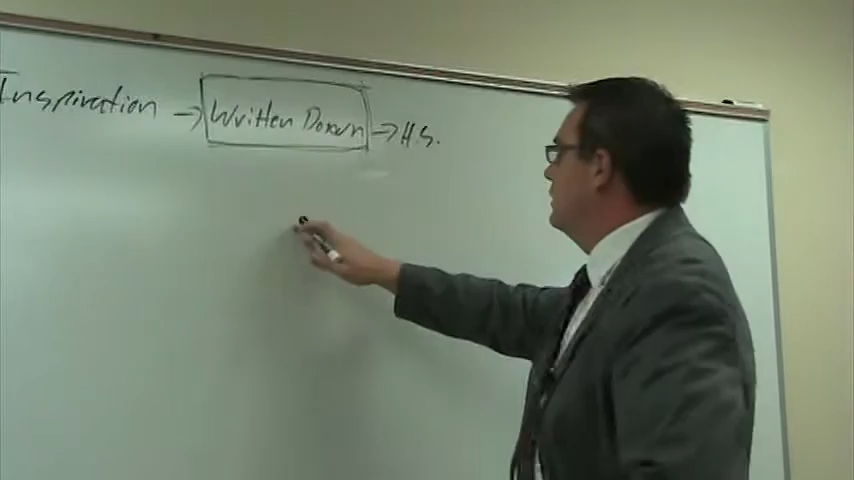 Inspiration → Written Down → H.S.